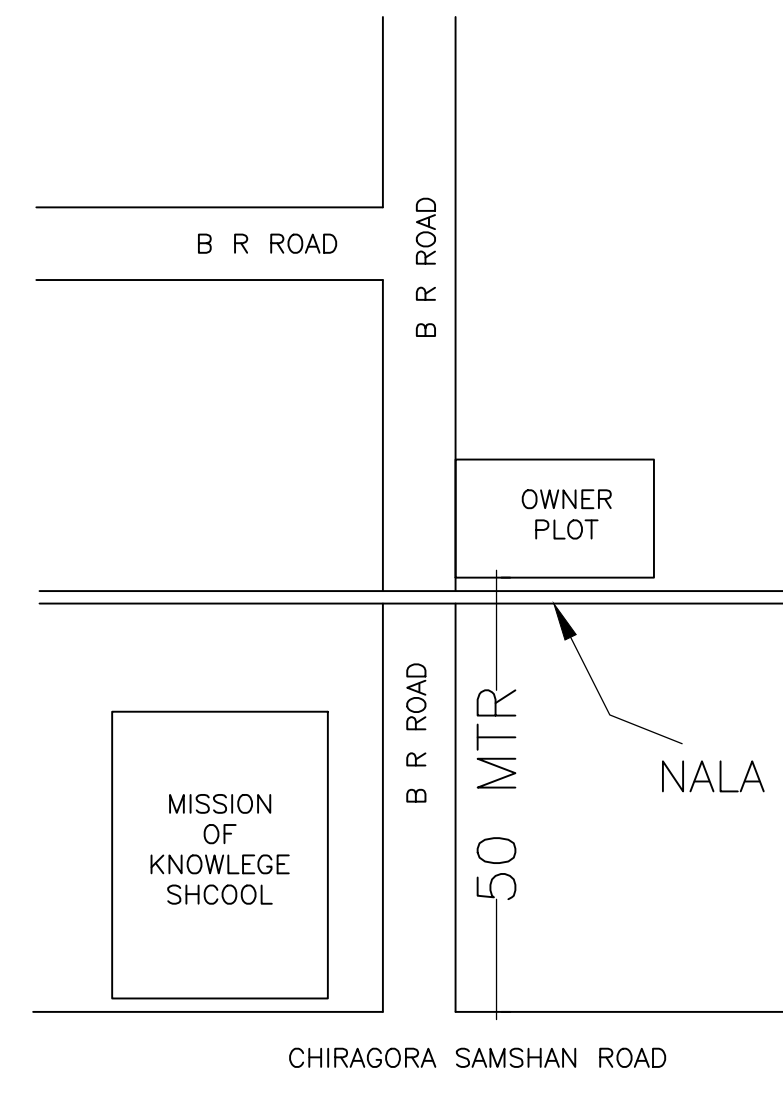 B R ROAD
B R ROAD
OWNER
PLOT
B R ROAD
50 MTR
NALA
MISSION
OF
KNOWLEGE
SHCOOL
CHIRAGORA SAMSHAN ROAD